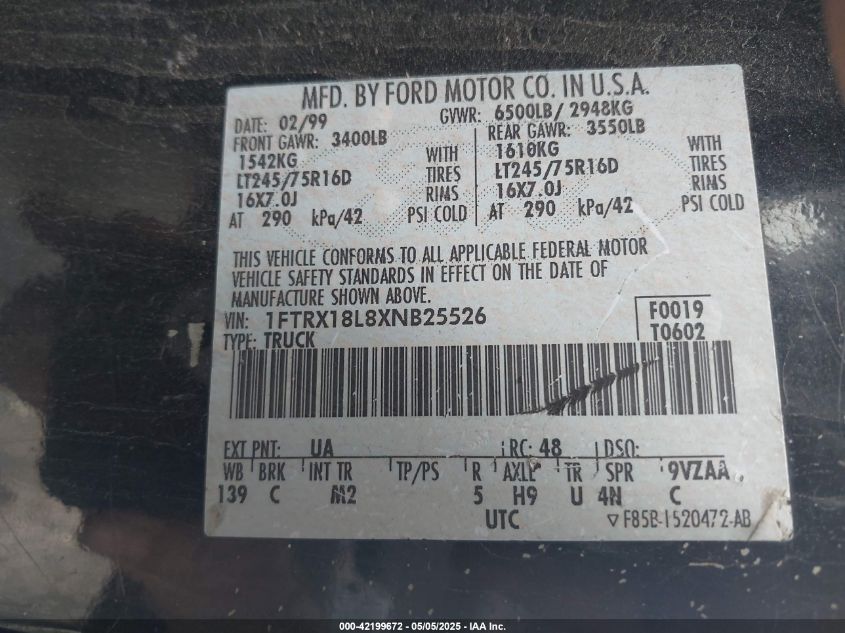 MFD. BY FORD MOTOR CO. IN U.S.A.
DATE: 02/99 GVWR: 6500LB/ 2948KG
FRONT GAWR: 3400LB REAR GAWR: 3550LB
1542KG WITH 1610KG WITH
LT245/75R16D TIRES LT245/75R16D TIRES
16X7.0J RIMS 16X7.0J RIMS
AT 290 kPa/42 PSI COLD AT 290 kPa/42 PSI COLD
THIS VEHICLE CONFORMS TO ALL APPLICABLE FEDERAL MOTOR
VEHICLE SAFETY STANDARDS IN EFFECT ON THE DATE OF
MANUFACTURE SHOWN ABOVE.
VIN: 1FTRX18L8XNB25526 F0019
TYPE: TRUCK T0602
EXT PNT: UA RC: 48 DSO:
WB BRK INT TR TP/PS R AXLE TR SPR 9VZAA
139 C M2 5 H9 U 4N C
UTC ▽F85B-1520472-AB
000-42199672 - 05/05/2025 - IAA Inc.